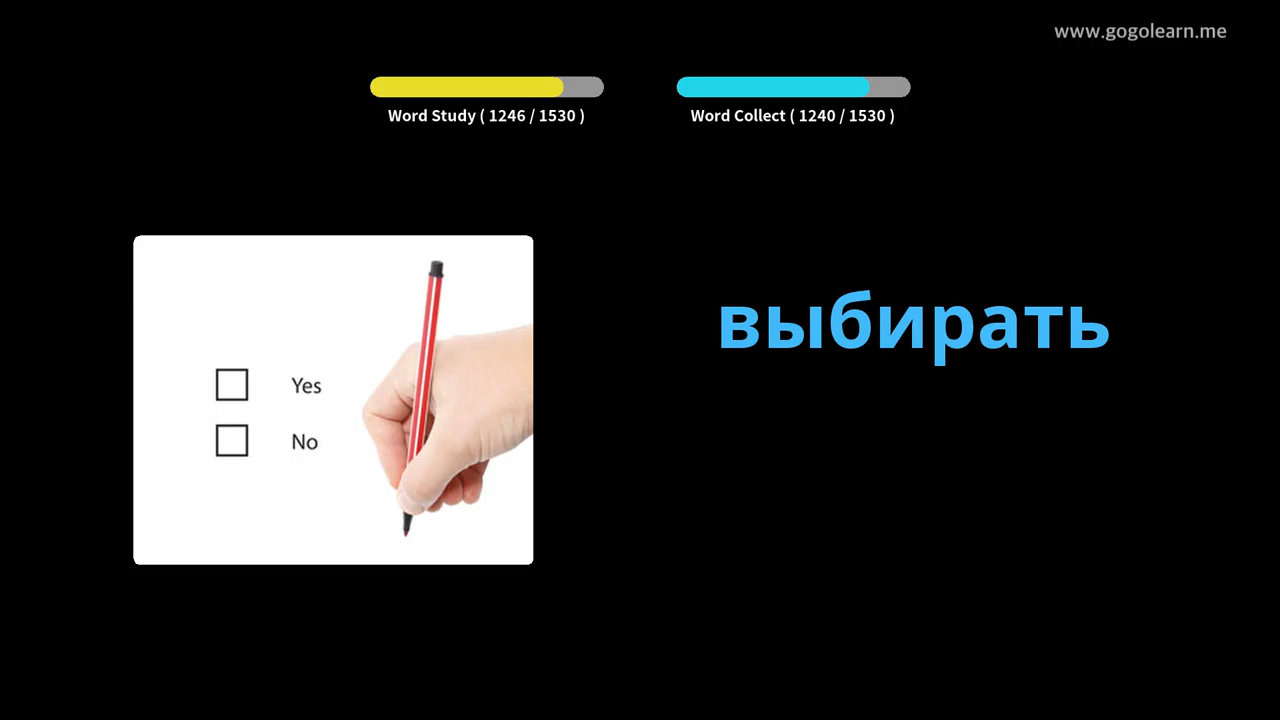 www.gogolearn.me
Word Study ( 1246 / 1530 )
Word Collect ( 1240 / 1530 )
Yes
No
выбирать